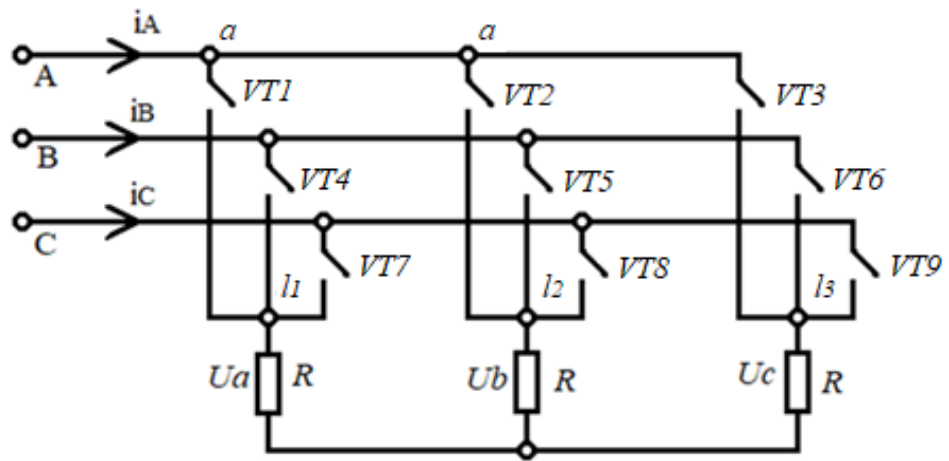 iA a a
A VT1 VT2 VT3
iB
B VT4 VT5 VT6
iC
C VT7 VT8 VT9
l1 l2 l3
Ua R Ub R Uc R